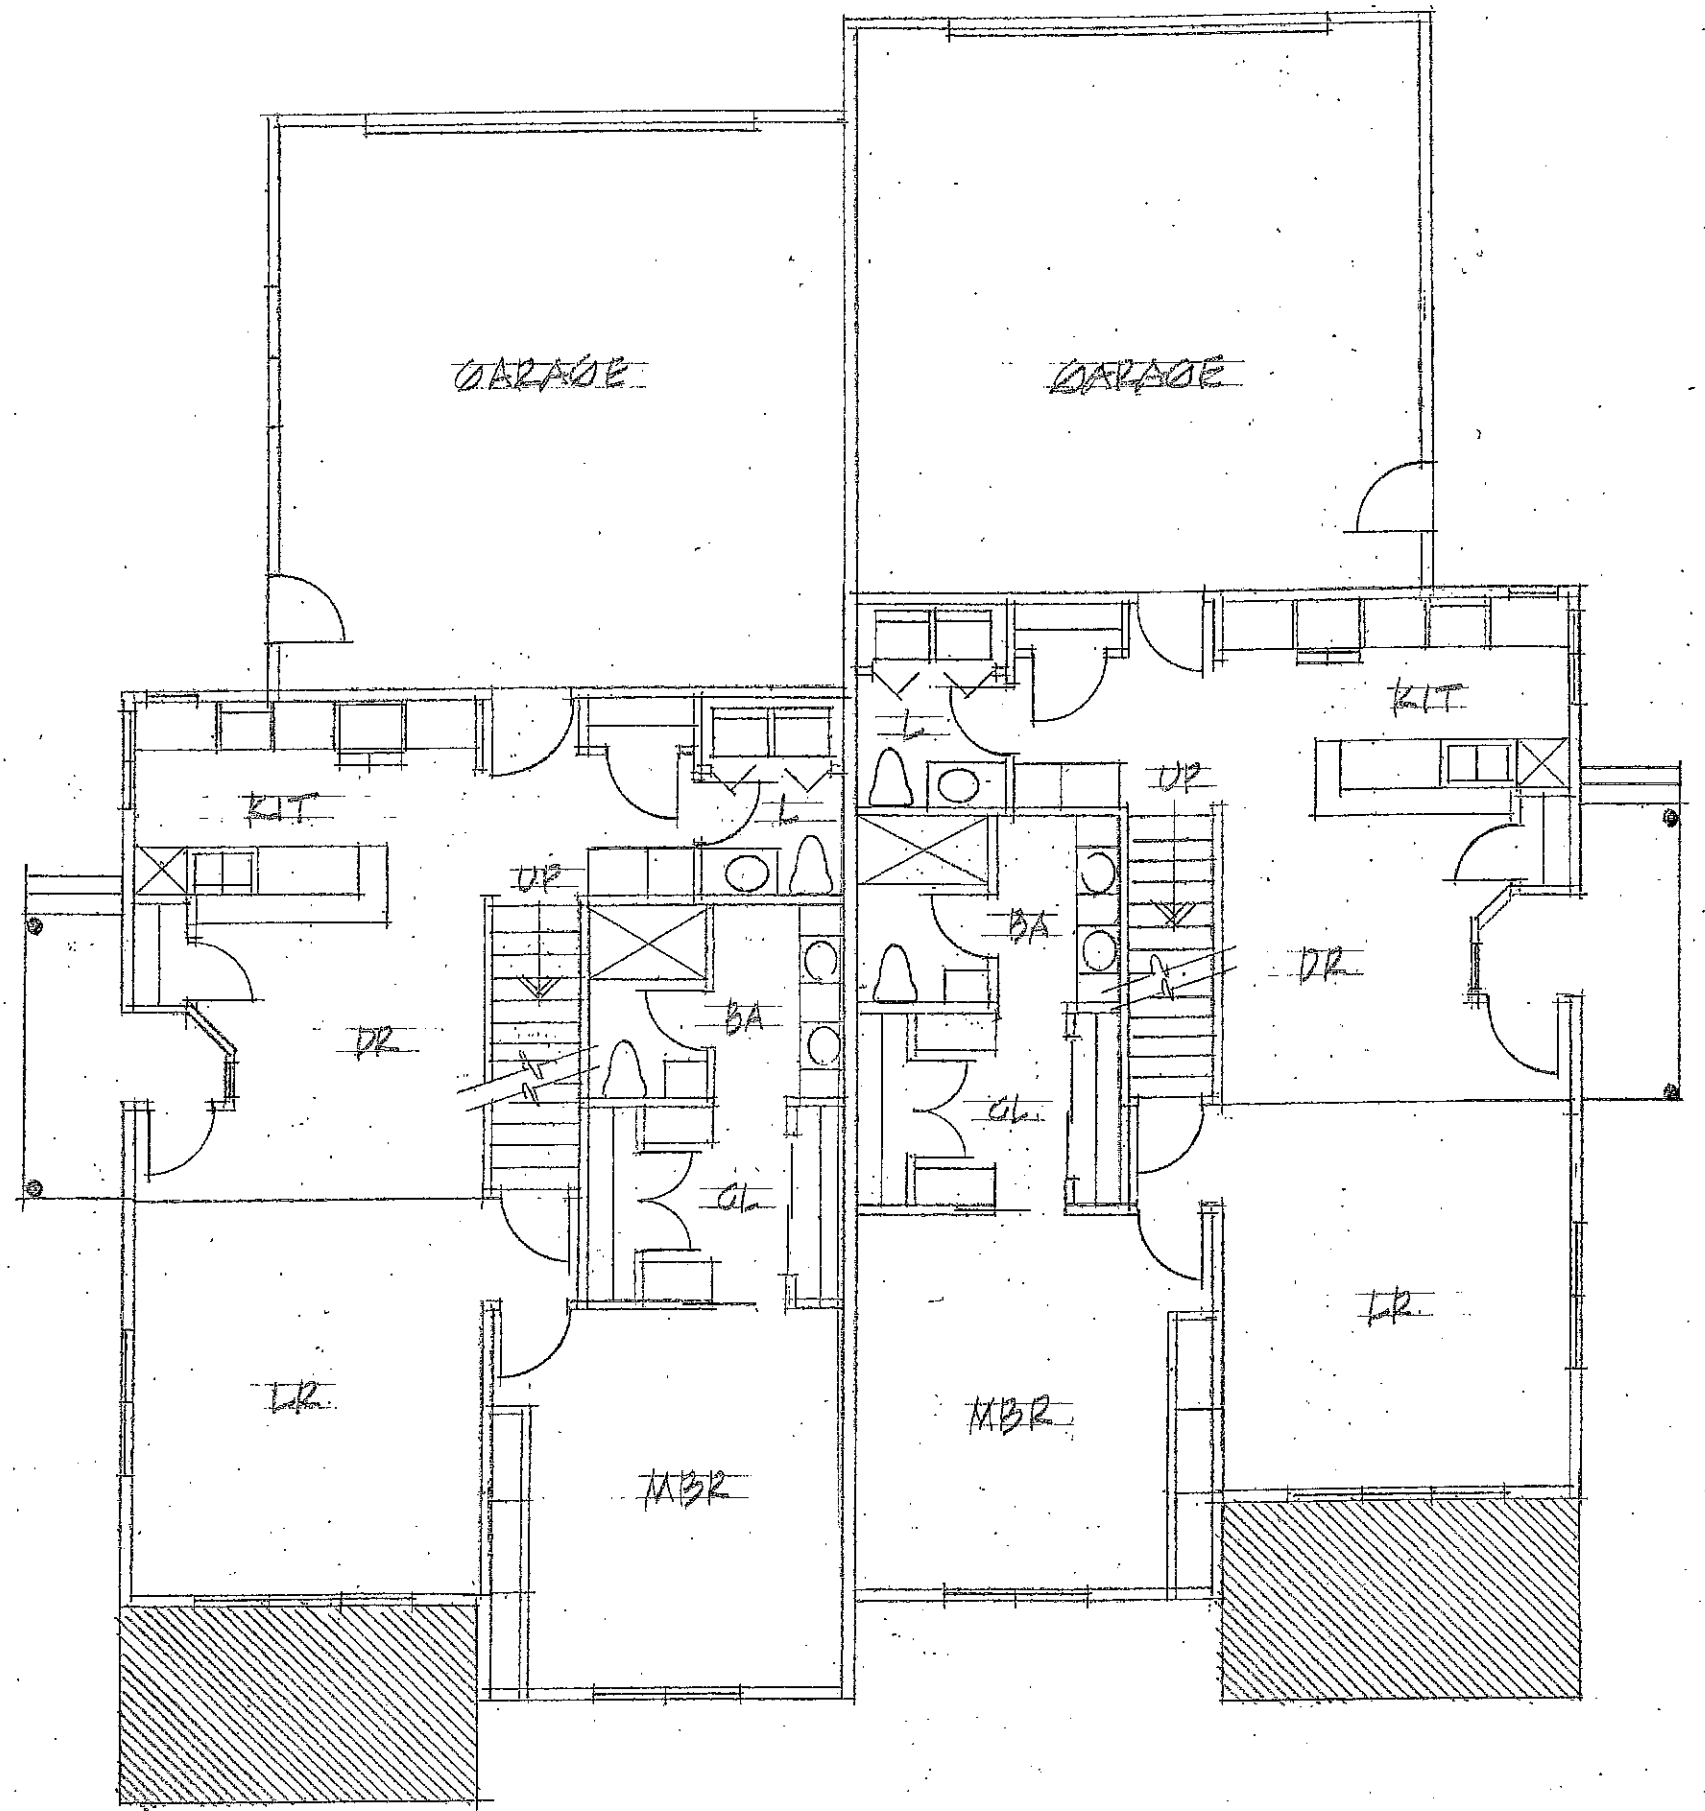 GARAGE
GARAGE
KIT
L
UP
KIT
L
UP
BA
DR
BA
DR
CL.
CL.
LR.
LR.
MBR.
MBR